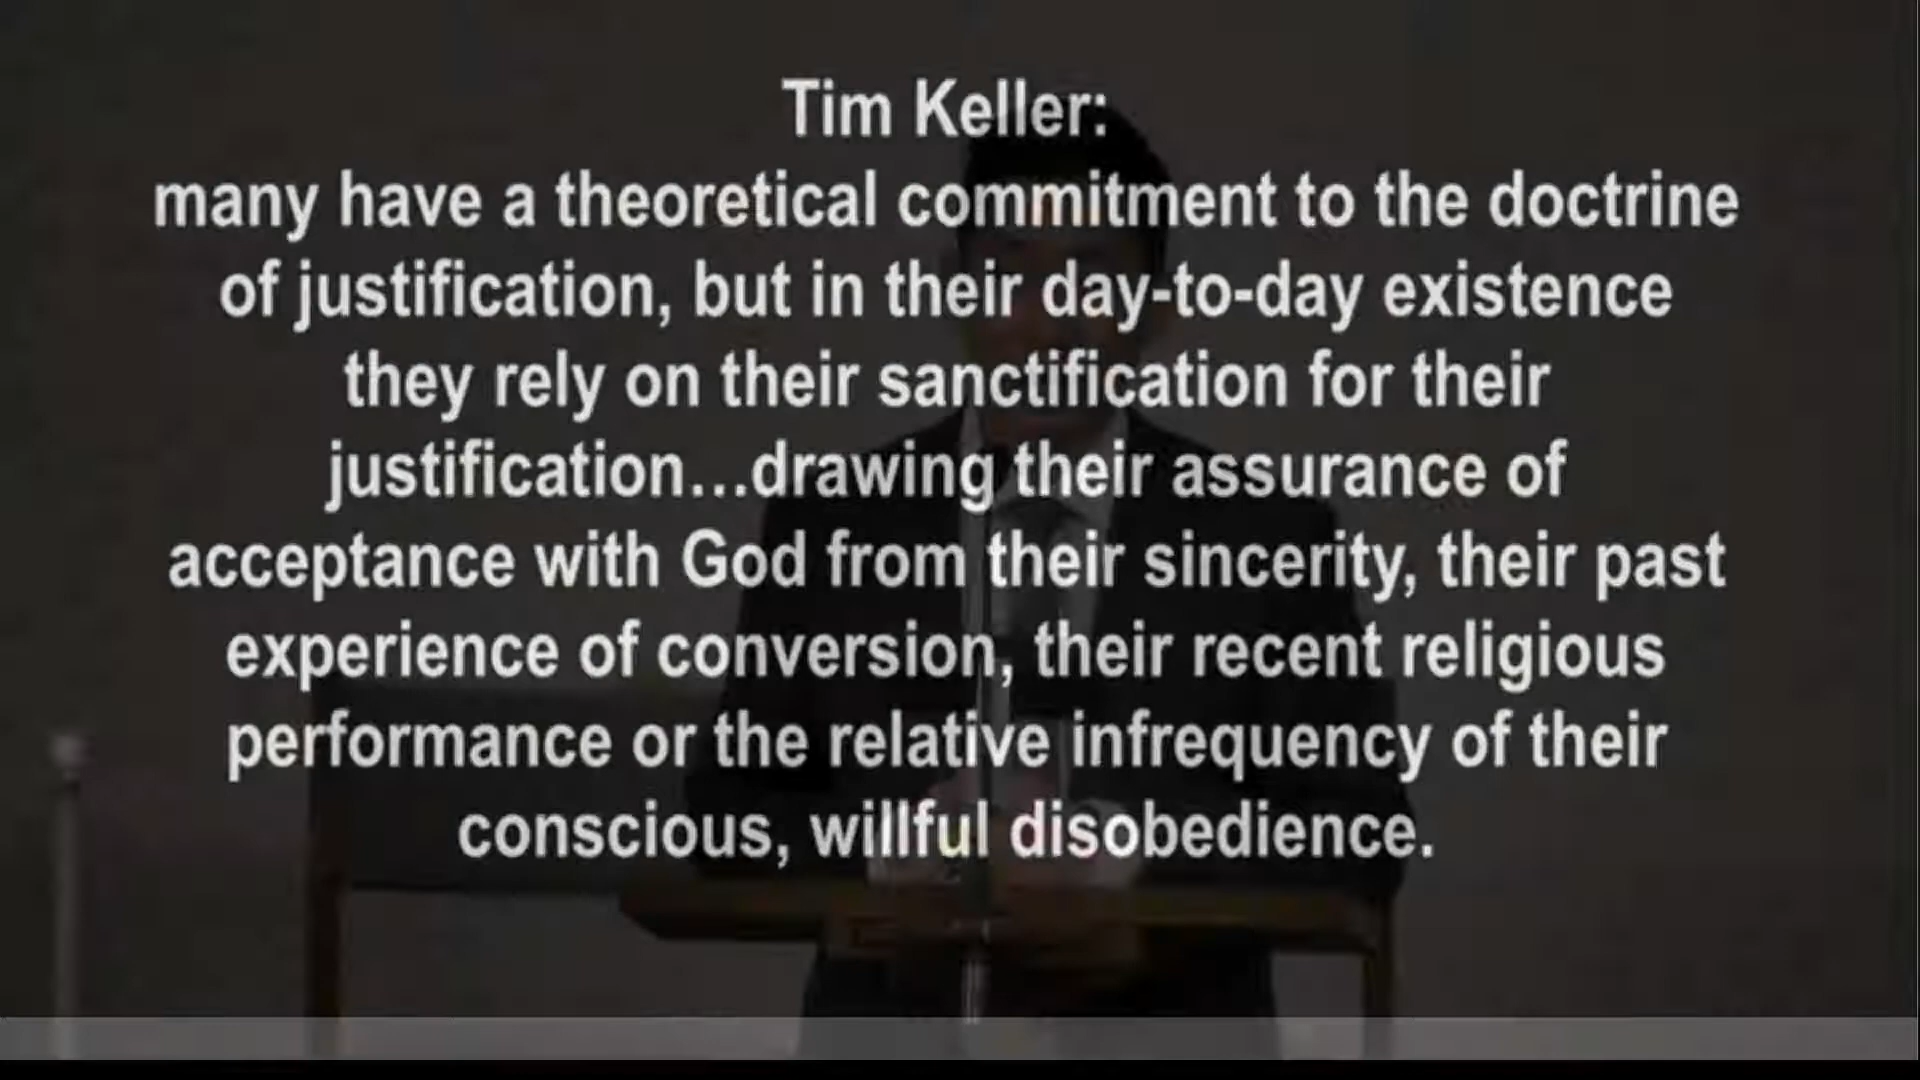 Tim Keller:
many have a theoretical commitment to the doctrine
of justification, but in their day-to-day existence
they rely on their sanctification for their
justification...drawing their assurance of
acceptance with God from their sincerity, their past
experience of conversion, their recent religious
performance or the relative infrequency of their
conscious, willful disobedience.